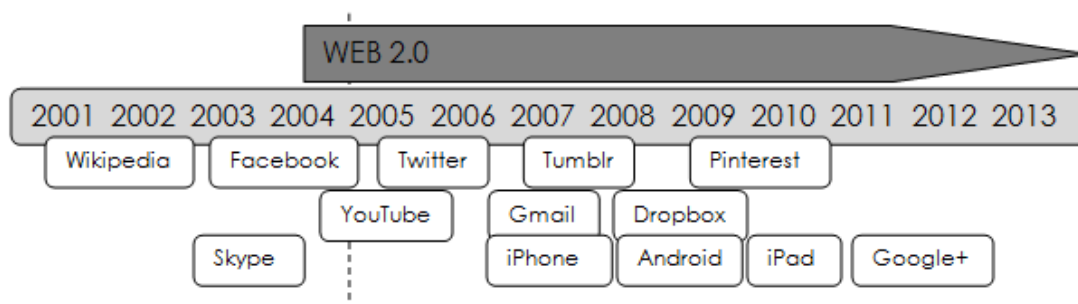 WEB 2.0
2001 2002 2003 2004 2005 2006 2007 2008 2009 2010 2011 2012 2013
Wikipedia Facebook Twitter Tumblr Pinterest
YouTube Gmail Dropbox
Skype iPhone Android iPad Google+